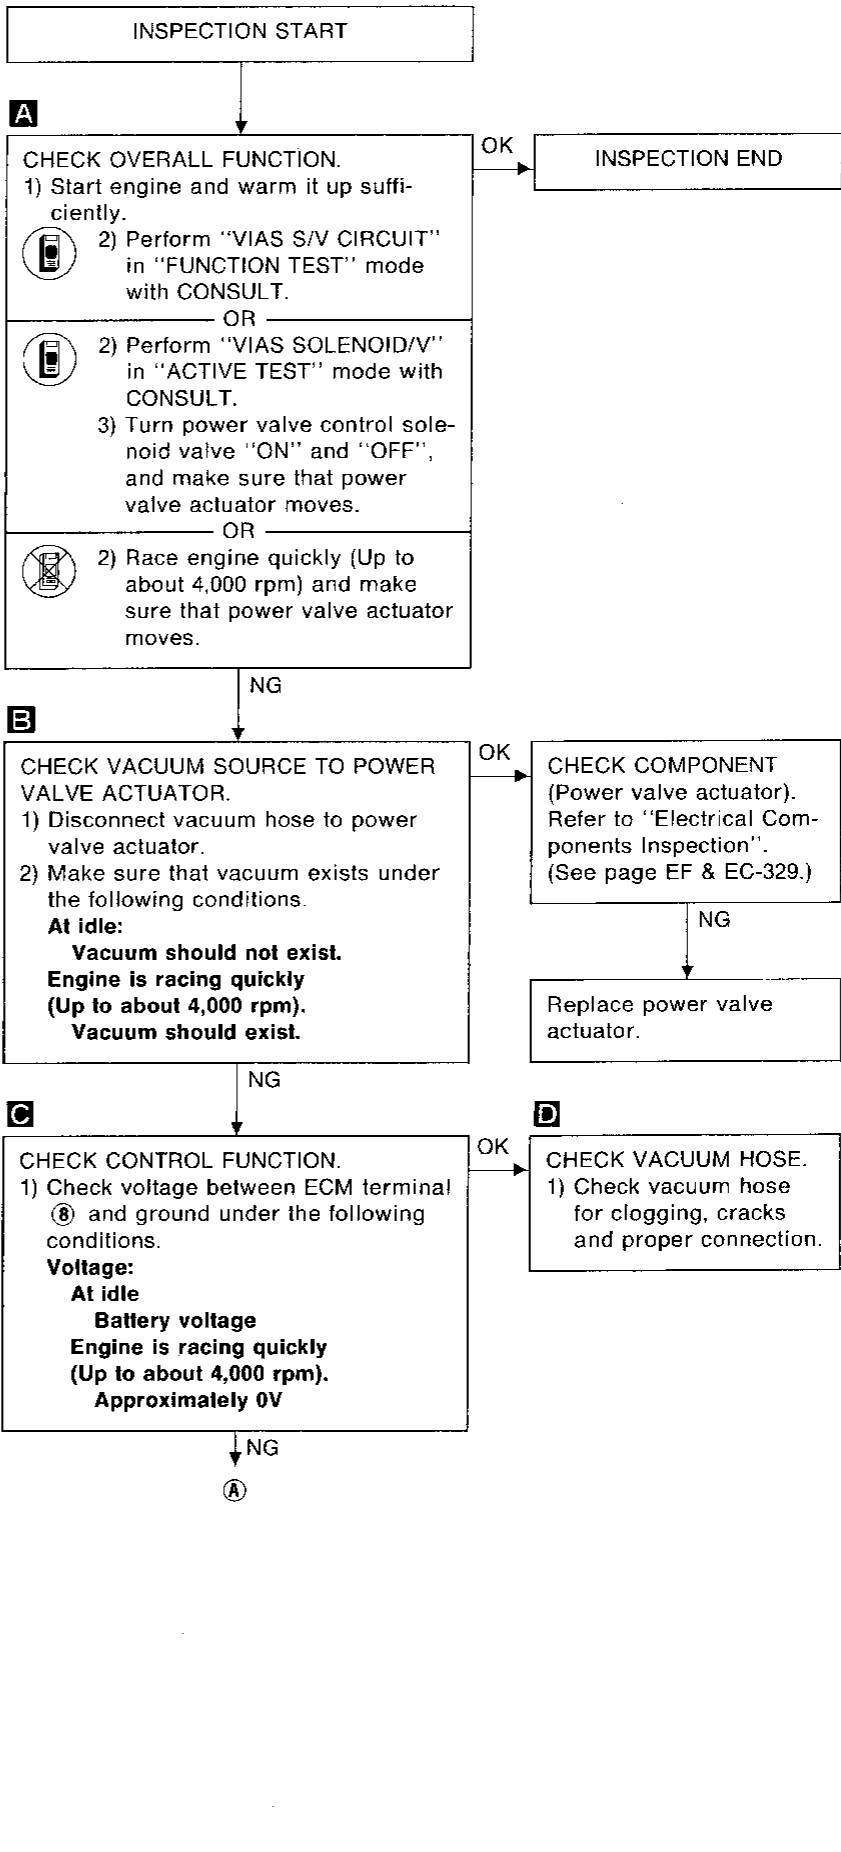 INSPECTION START
A
CHECK OVERALL FUNCTION.
1) Start engine and warm it up suffi-
ciently.
2) Perform "VIAS S/V CIRCUIT"
in "FUNCTION TEST" mode
with CONSULT.
OR
2) Perform "VIAS SOLENOID/V"
in "ACTIVE TEST" mode with
CONSULT.
3) Turn power valve control sole-
noid valve "ON" and "OFF",
and make sure that power
valve actuator moves.
OR
2) Race engine quickly (Up to
about 4,000 rpm) and make
sure that power valve actuator
moves.
OK
INSPECTION END
NG
B
CHECK VACUUM SOURCE TO POWER
VALVE ACTUATOR.
1) Disconnect vacuum hose to power
valve actuator.
2) Make sure that vacuum exists under
the following conditions.
At idle:
Vacuum should not exist.
Engine is racing quickly
(Up to about 4,000 rpm).
Vacuum should exist.
OK
CHECK COMPONENT
(Power valve actuator).
Refer to "Electrical Com-
ponents Inspection".
(See page EF & EC-329.)
NG
Replace power valve
actuator.
NG
C
CHECK CONTROL FUNCTION.
1) Check voltage between ECM terminal
⑧ and ground under the following
conditions.
Voltage:
At idle
Battery voltage
Engine is racing quickly
(Up to about 4,000 rpm).
Approximately 0V
OK
D
CHECK VACUUM HOSE.
1) Check vacuum hose
for clogging, cracks
and proper connection.
NG
Ⓐ